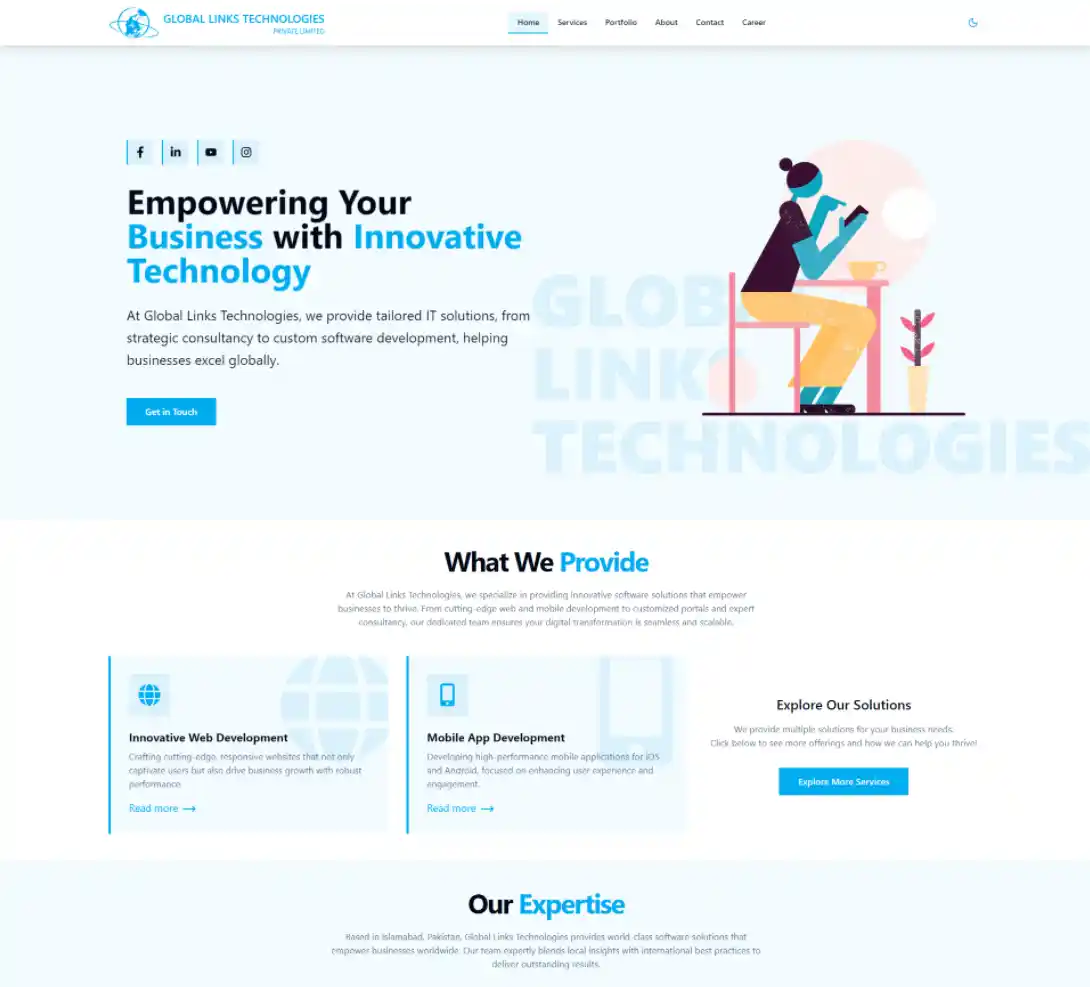 GLOBAL LINKS TECHNOLOGIES
PRIVATE LIMITED
Home Services Portfolio About Contact Career
Empowering Your
Business with Innovative
Technology
At Global Links Technologies, we provide tailored IT solutions, from
strategic consultancy to custom software development, helping
businesses excel globally.
Get in Touch
GLOBAL
LINKS
TECHNOLOGIES
What We Provide
At Global Links Technologies, we specialize in providing innovative software solutions that empower
businesses to thrive. From cutting-edge web and mobile development to customized portals and expert
consultancy, our dedicated team ensures your digital transformation is seamless and scalable.
Innovative Web Development
Crafting cutting-edge, responsive websites that not only
captivate users but also drive business growth with robust
performance.
Read more
Mobile App Development
Developing high-performance mobile applications for iOS
and Android, focused on enhancing user experience and
engagement.
Read more
Explore Our Solutions
We provide multiple solutions for your business needs.
Click below to see more offerings and how we can help you thrive!
Explore More Services
Our Expertise
Based in Islamabad, Pakistan, Global Links Technologies provides world-class software solutions that
empower businesses worldwide. Our team expertly blends local insights with international best practices to
deliver outstanding results.